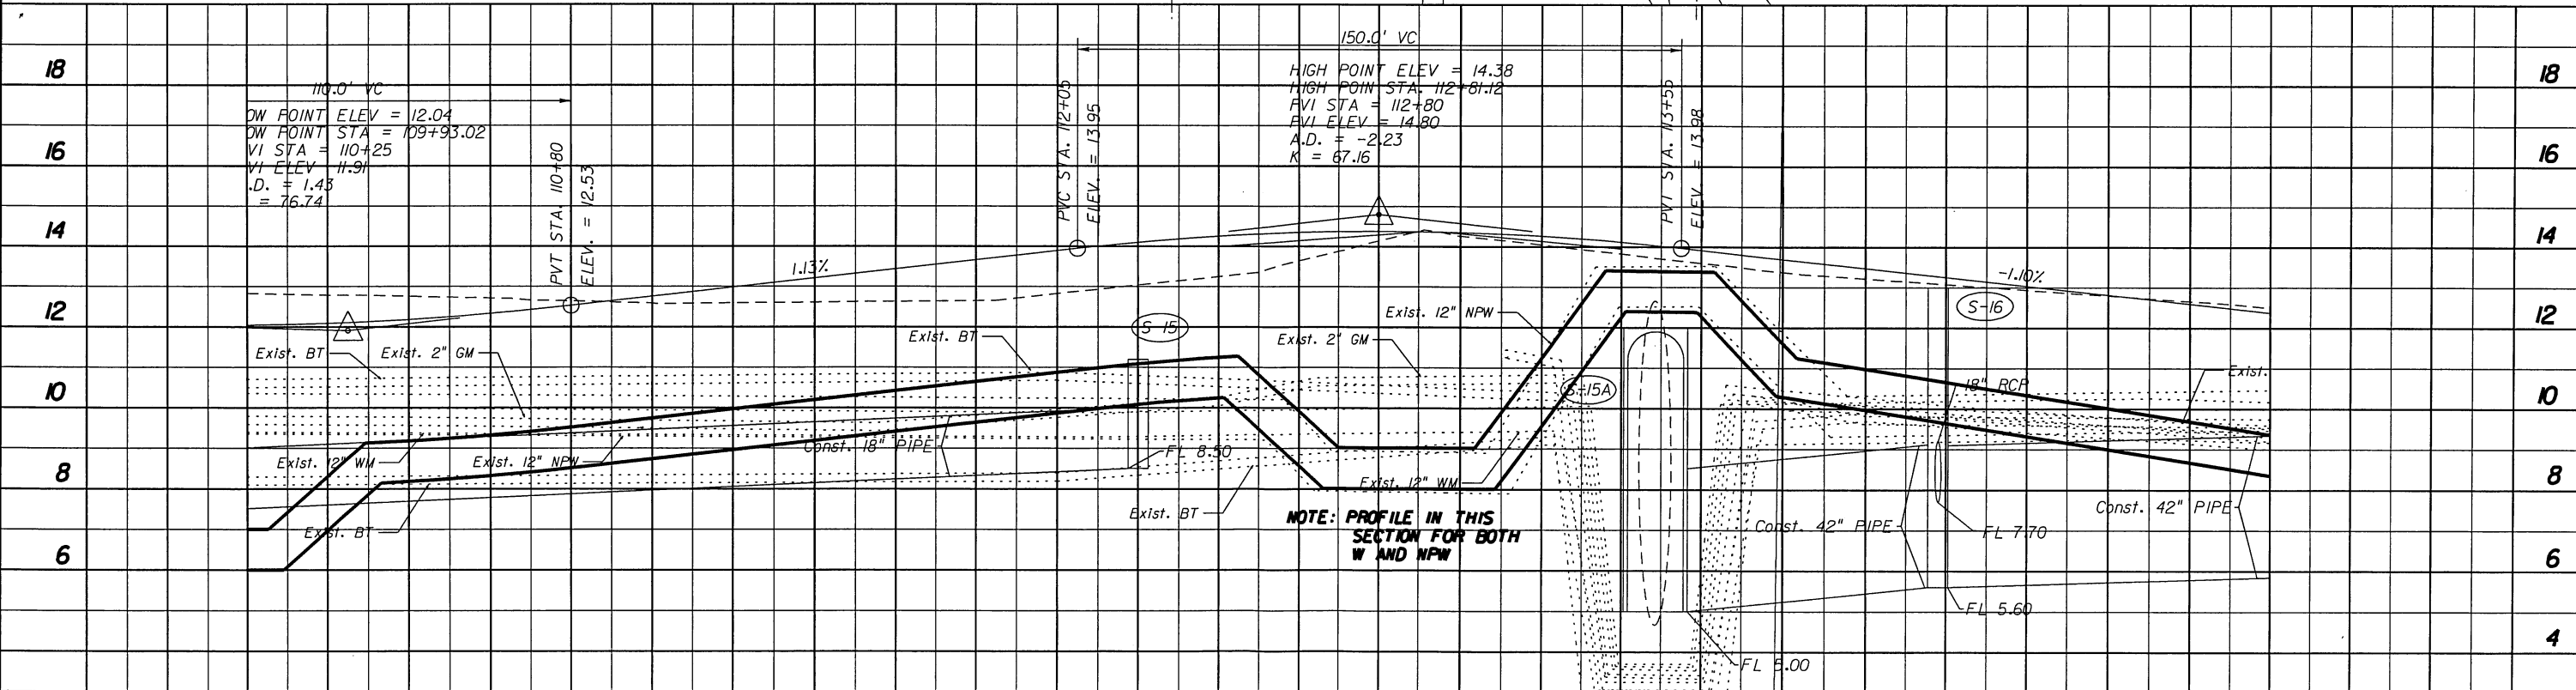 150.0' VC
18
18
HIGH POINT ELEV = 14.38
HIGH POIN STA. 112+81.12
PVI STA = 112+80
PVI ELEV = 14.80
A.D. = -2.23
K = 67.16
110.0' VC
OW POINT ELEV = 12.04
OW POINT STA = 109+93.02
VI STA = 110+25
VI ELEV 11.91
.D. = 1.43
= 76.74
PVT STA. 110+80
ELEV. = 12.53
PVC STA. 112+05
ELEV. = 13.95
PVT STA. 113+55
ELEV. = 13.98
16
16
14
14
1.13%
-1.10%
12
12
S-16
Exist. 12" NPW
S 15
Exist. BT
Exist. 2" GM
Exist. BT
Exist. 2" GM
Exist.
10
10
18" RCP
S-15A
Const. 18" PIPE
FL 8.50
Exist. 12" WM
Exist. 12" NPW
8
8
Exist. 12" WM
Const. 42" PIPE
Exist. BT
NOTE: PROFILE IN THIS
SECTION FOR BOTH
W AND NPW
Const. 42" PIPE
Exist. BT
FL 7.70
6
6
FL 5.60
4
FL 5.00